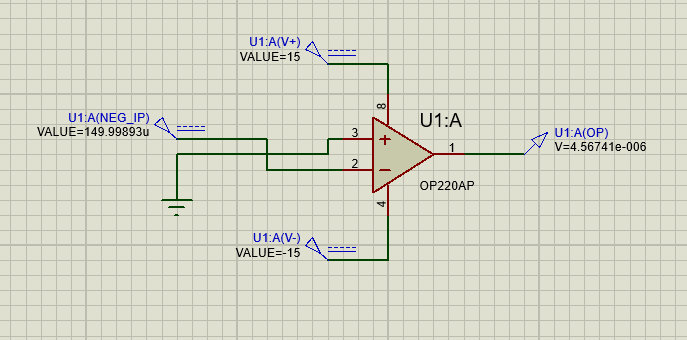 U1:A(V+)
VALUE=15
8
U1:A
U1:A(NEG_IP)
VALUE=149.99893u
3
2
1
U1:A(OP)
V=4.56741e-006
OP220AP
4
U1:A(V-)
VALUE=-15